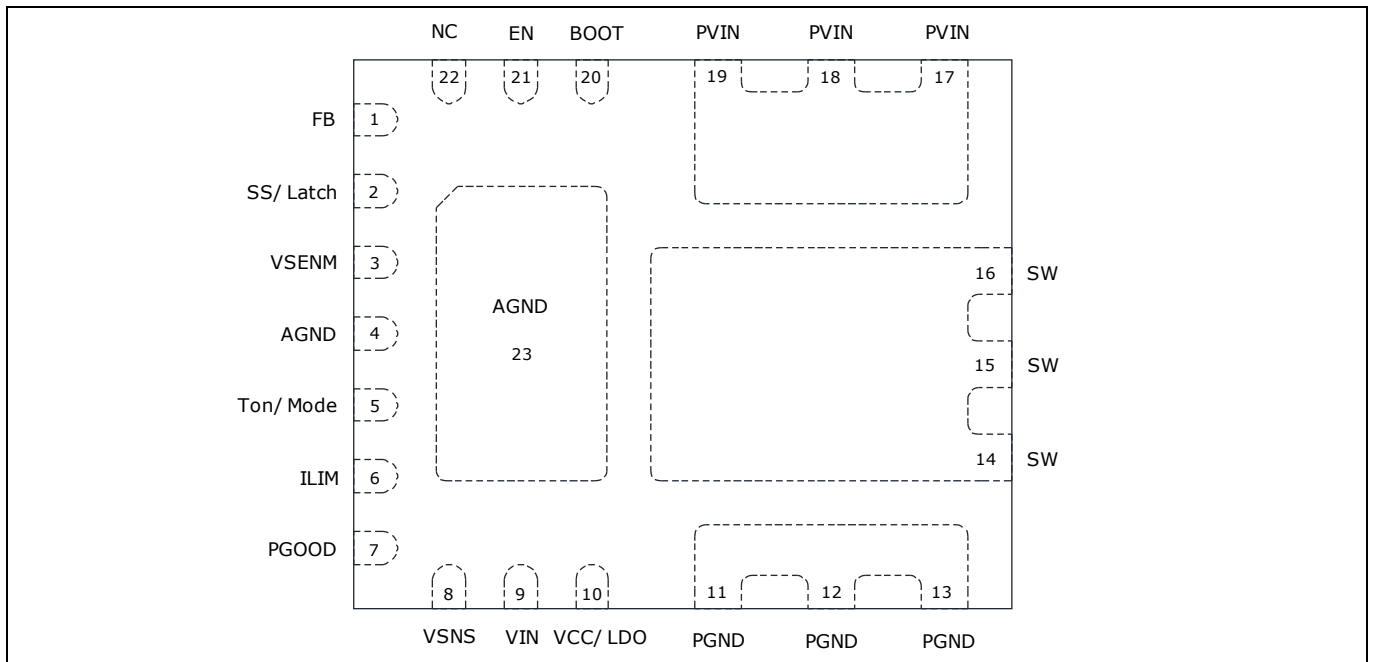 NC EN BOOT PVIN PVIN PVIN
22 21 20 19 18 17
FB 1
SS/ Latch 2
VSENM 3
16 SW
AGND
AGND 4
23
15 SW
Ton/ Mode 5
14 SW
ILIM 6
PGOOD 7
8 9 10 11 12 13
VSNS VIN VCC/ LDO PGND PGND PGND